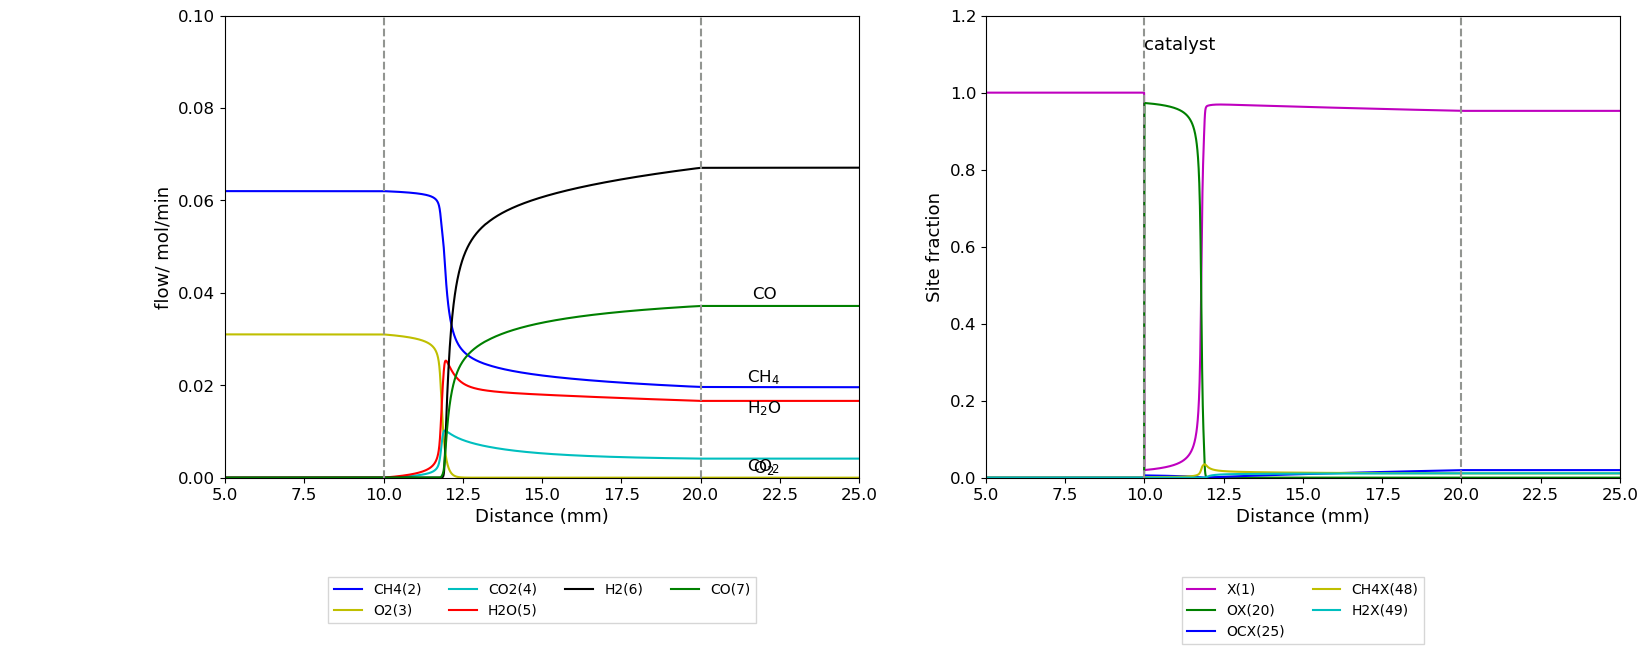 0.10
0.08
0.06
0.04
0.02
0.00
flow/ mol/min
CO
CH₄
H₂O
CO₂
O₂
5.0 7.5 10.0 12.5 15.0 17.5 20.0 22.5 25.0
Distance (mm)
CH4(2) CO2(4) H2(6) CO(7)
O2(3) H2O(5)
1.2
1.0
0.8
0.6
0.4
0.2
0.0
Site fraction
catalyst
5.0 7.5 10.0 12.5 15.0 17.5 20.0 22.5 25.0
Distance (mm)
X(1) CH4X(48)
OX(20) H2X(49)
OCX(25)